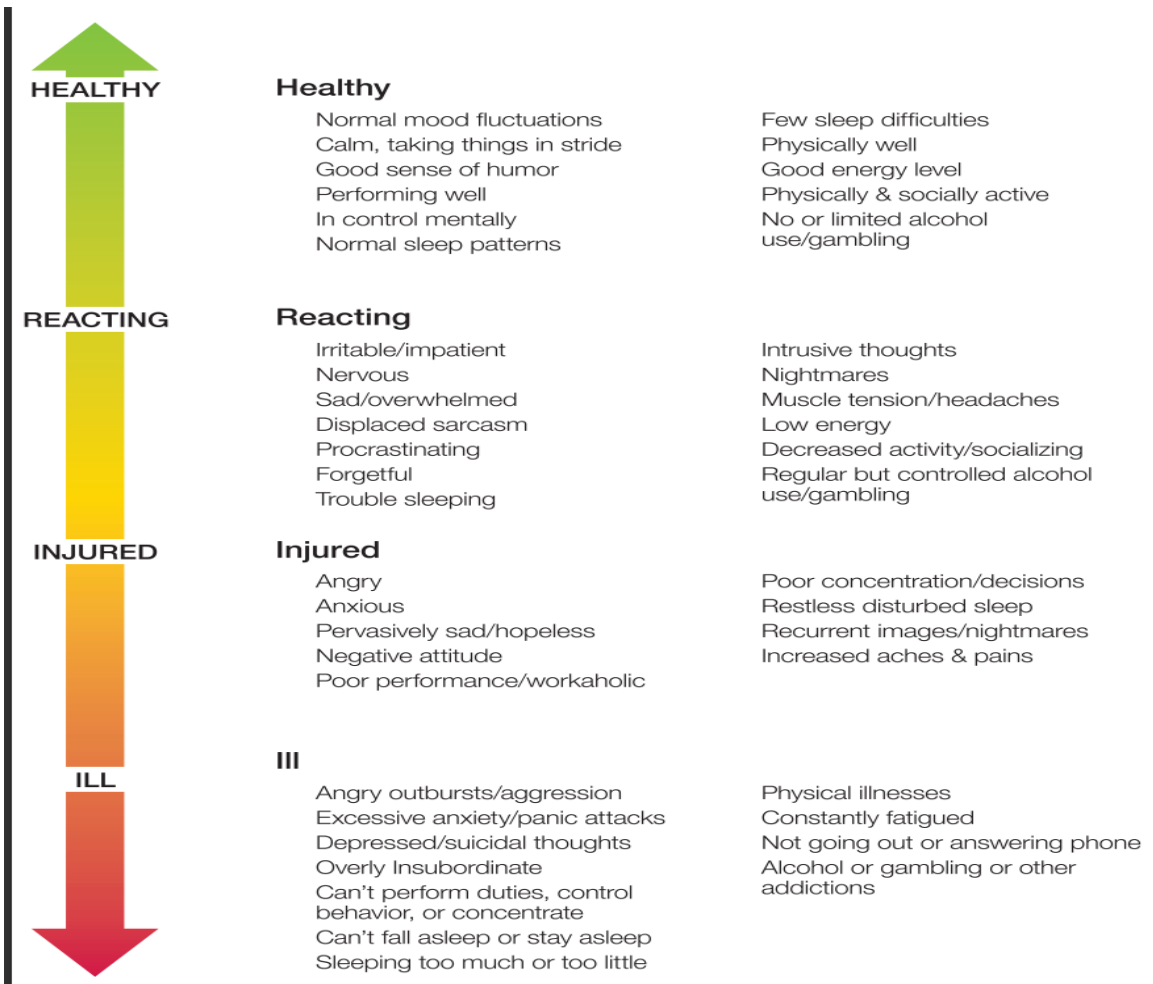 HEALTHY
Healthy
Normal mood fluctuations
Calm, taking things in stride
Good sense of humor
Performing well
In control mentally
Normal sleep patterns
Few sleep difficulties
Physically well
Good energy level
Physically & socially active
No or limited alcohol
use/gambling
REACTING
Reacting
Irritable/impatient
Nervous
Sad/overwhelmed
Displaced sarcasm
Procrastinating
Forgetful
Trouble sleeping
Intrusive thoughts
Nightmares
Muscle tension/headaches
Low energy
Decreased activity/socializing
Regular but controlled alcohol
use/gambling
INJURED
Injured
Angry
Anxious
Pervasively sad/hopeless
Negative attitude
Poor performance/workaholic
Poor concentration/decisions
Restless disturbed sleep
Recurrent images/nightmares
Increased aches & pains
ILL
Ill
Angry outbursts/aggression
Excessive anxiety/panic attacks
Depressed/suicidal thoughts
Overly Insubordinate
Can't perform duties, control
behavior, or concentrate
Can't fall asleep or stay asleep
Sleeping too much or too little
Physical illnesses
Constantly fatigued
Not going out or answering phone
Alcohol or gambling or other
addictions